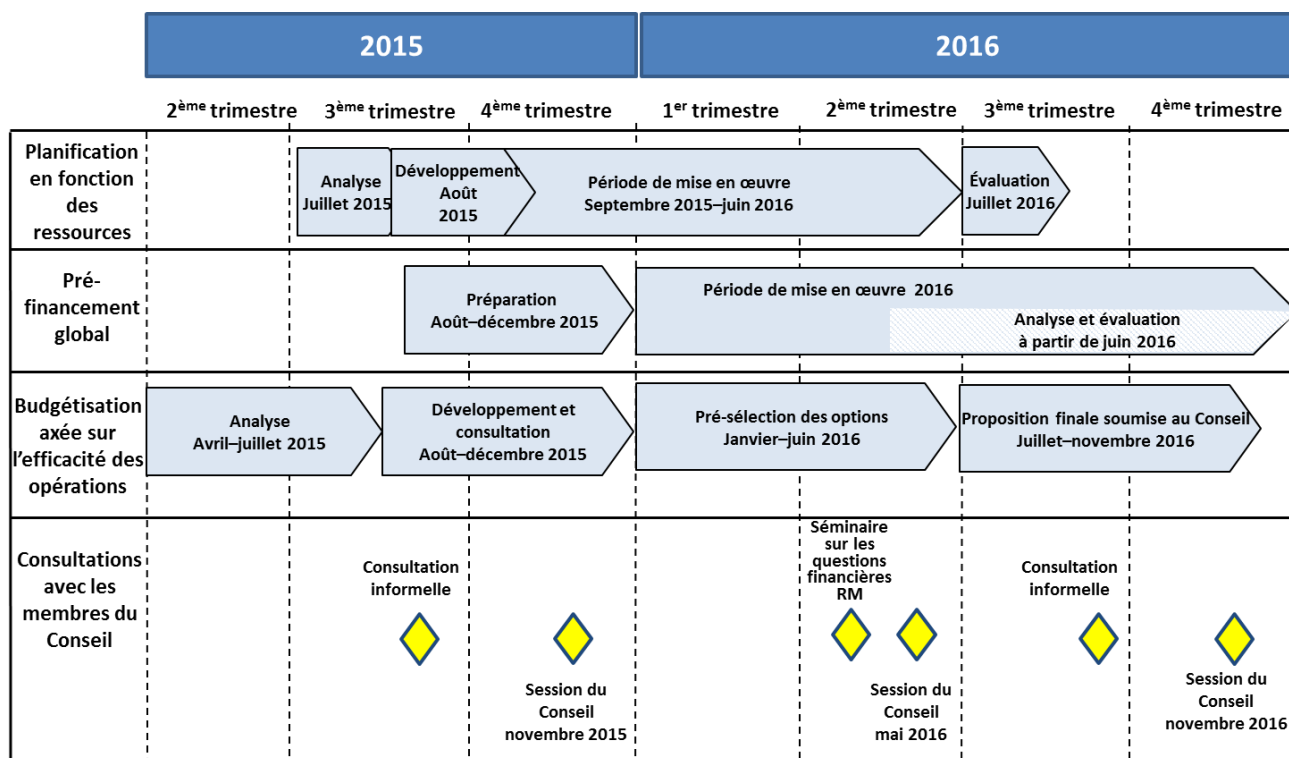 2015
2016
2ème trimestre
3ème trimestre
4ème trimestre
1er trimestre
2ème trimestre
3ème trimestre
4ème trimestre
Planification
en fonction
des
ressources
Analyse
Juillet 2015
Développement
Août
2015
Période de mise en œuvre
Septembre 2015–juin 2016
Évaluation
Juillet 2016
Pré-
financement
global
Préparation
Août–décembre 2015
Période de mise en œuvre 2016
Analyse et évaluation
à partir de juin 2016
Budgétisation
axée sur
l’efficacité des
opérations
Analyse
Avril–juillet 2015
Développement et
consultation
Août–décembre 2015
Pré-sélection des options
Janvier–juin 2016
Proposition finale soumise au Conseil
Juillet–novembre 2016
Consultations
avec les
membres du
Conseil
Consultation
informelle
Session du
Conseil
novembre 2015
Séminaire
sur les
questions
financières
RM
Session du
Conseil
mai 2016
Consultation
informelle
Session du
Conseil
novembre 2016